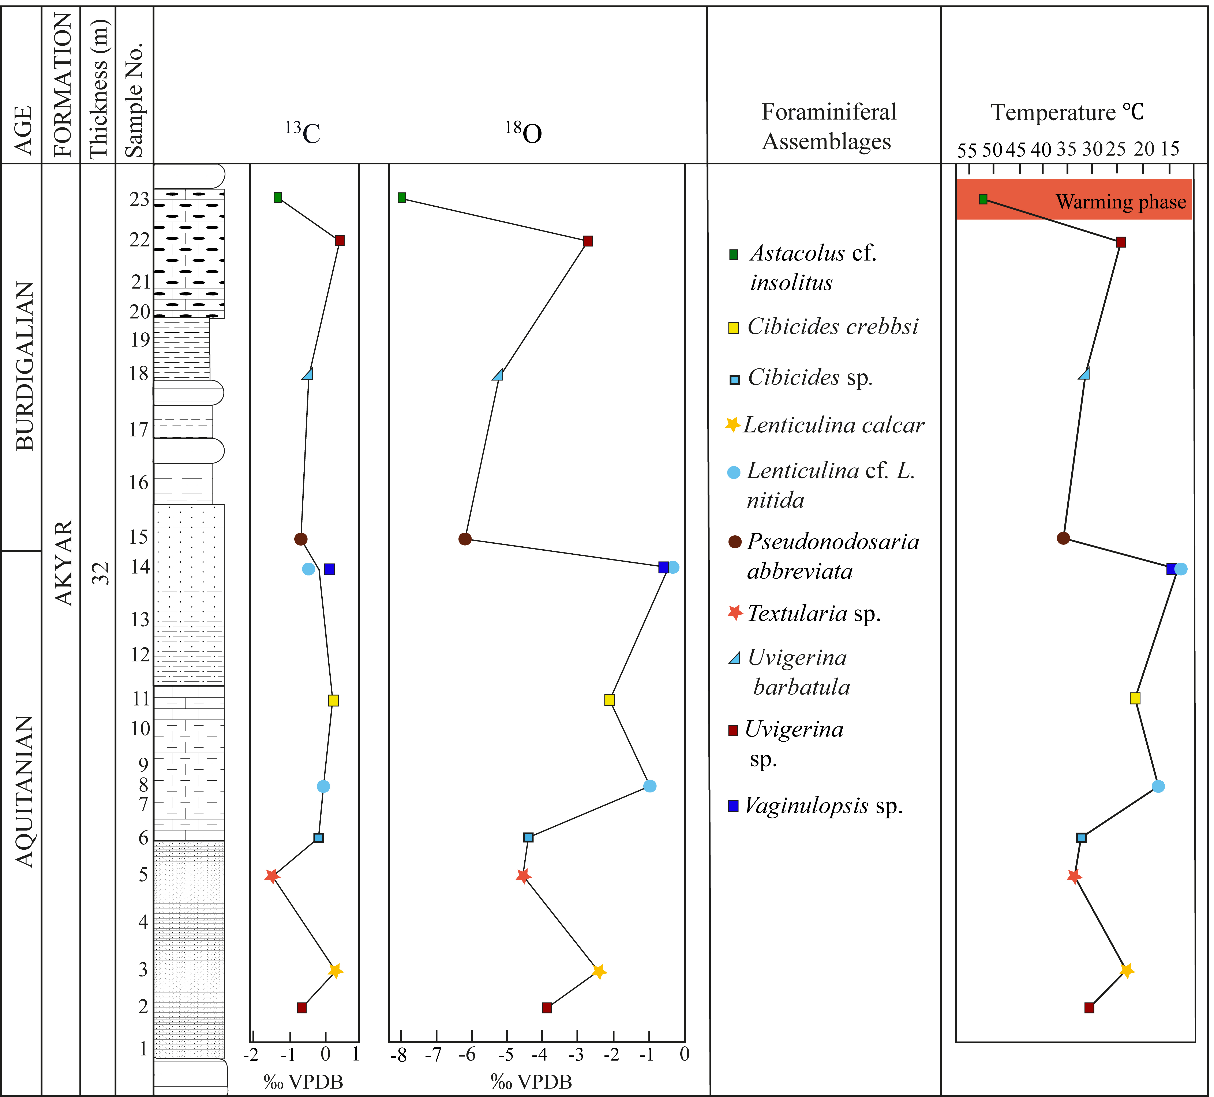 AGE
FORMATION
Thickness (m)
Sample No.
13C
18O
Foraminiferal
Assemblages
Temperature °C
55 50 45 40 35 30 25 20 15
BURDIGALIAN
AQUITANIAN
AKYAR
32
23
22
21
20
19
18
17
16
15
14
13
12
11
10
9
8
7
6
5
4
3
2
1
Warming phase
Astacolus cf.
insolitus
Cibicides crebbsi
Cibicides sp.
Lenticulina calcar
Lenticulina cf. L.
nitida
Pseudonodosaria
abbreviata
Textularia sp.
Uvigerina
barbatula
Uvigerina
sp.
Vaginulopsis sp.
-2 -1 0 1
‰ VPDB
-8 -7 -6 -5 -4 -3 -2 -1 0
‰ VPDB